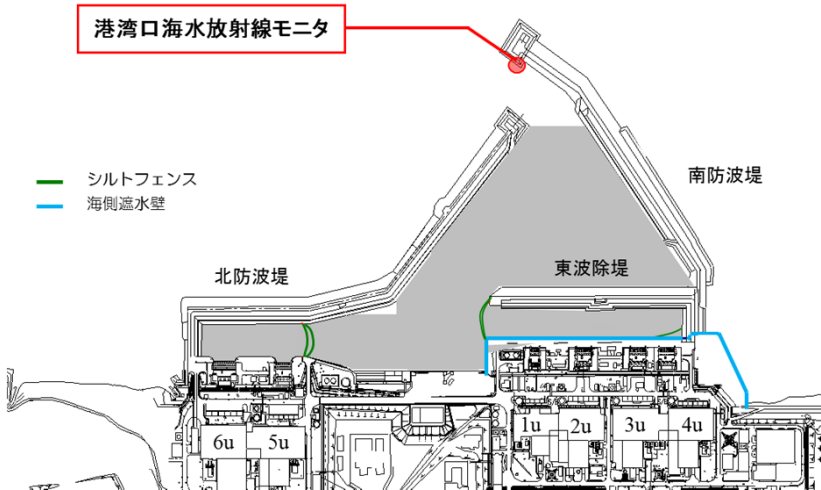 港湾口海水放射線モニタ
シルトフェンス
海側遮水壁
南防波堤
北防波堤
東波除堤
1u
2u
3u
4u
6u
5u